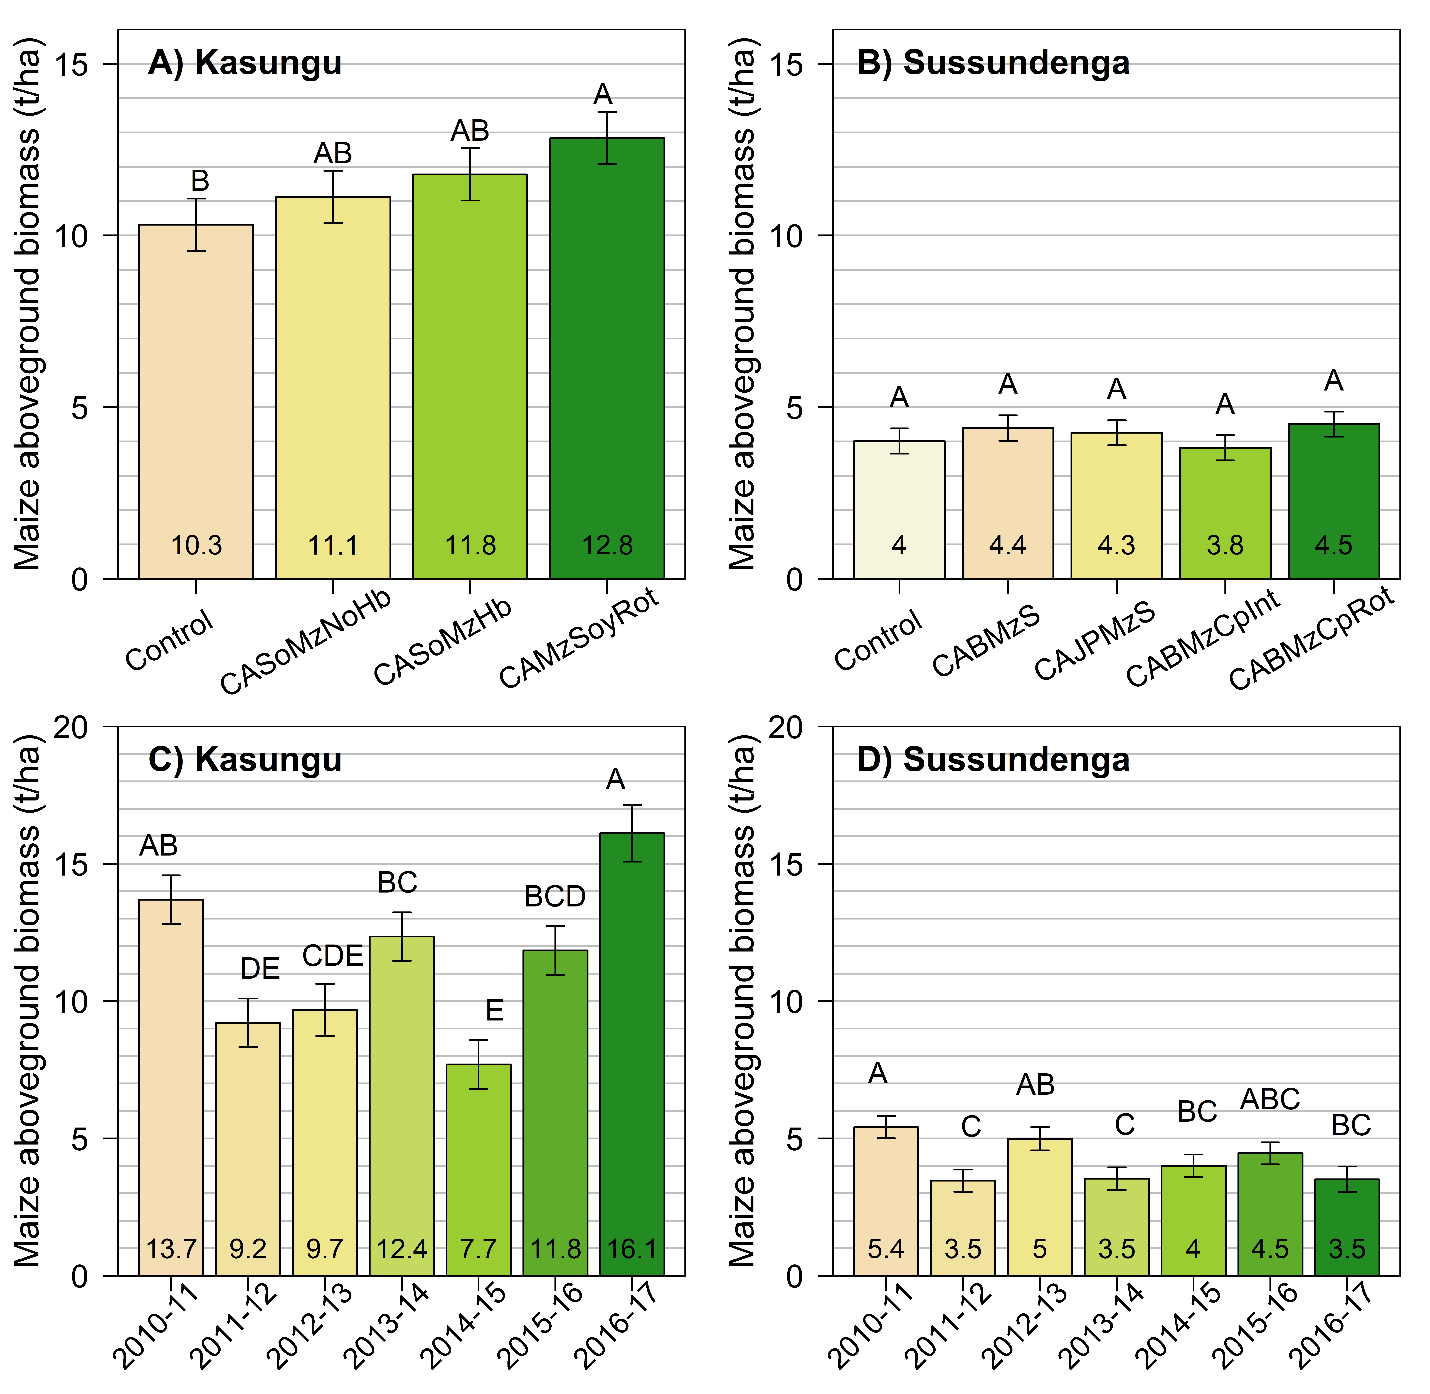 A) Kasungu
Maize aboveground biomass (t/ha)
15
10
5
0
B
AB
AB
A
10.3
11.1
11.8
12.8
Control
CASoMzNoHb
CASoMzHb
CAMzSoyRot
B) Sussundenga
Maize aboveground biomass (t/ha)
15
10
5
0
A
A
A
A
A
4
4.4
4.3
3.8
4.5
Control
CABMzS
CAJPMzS
CABMzCpInt
CABMzCpRot
C) Kasungu
Maize aboveground biomass (t/ha)
20
15
10
5
0
AB
DE
CDE
BC
E
BCD
A
13.7
9.2
9.7
12.4
7.7
11.8
16.1
2010-11
2011-12
2012-13
2013-14
2014-15
2015-16
2016-17
D) Sussundenga
Maize aboveground biomass (t/ha)
20
15
10
5
0
A
C
AB
C
BC
ABC
BC
5.4
3.5
5
3.5
4
4.5
3.5
2010-11
2011-12
2012-13
2013-14
2014-15
2015-16
2016-17